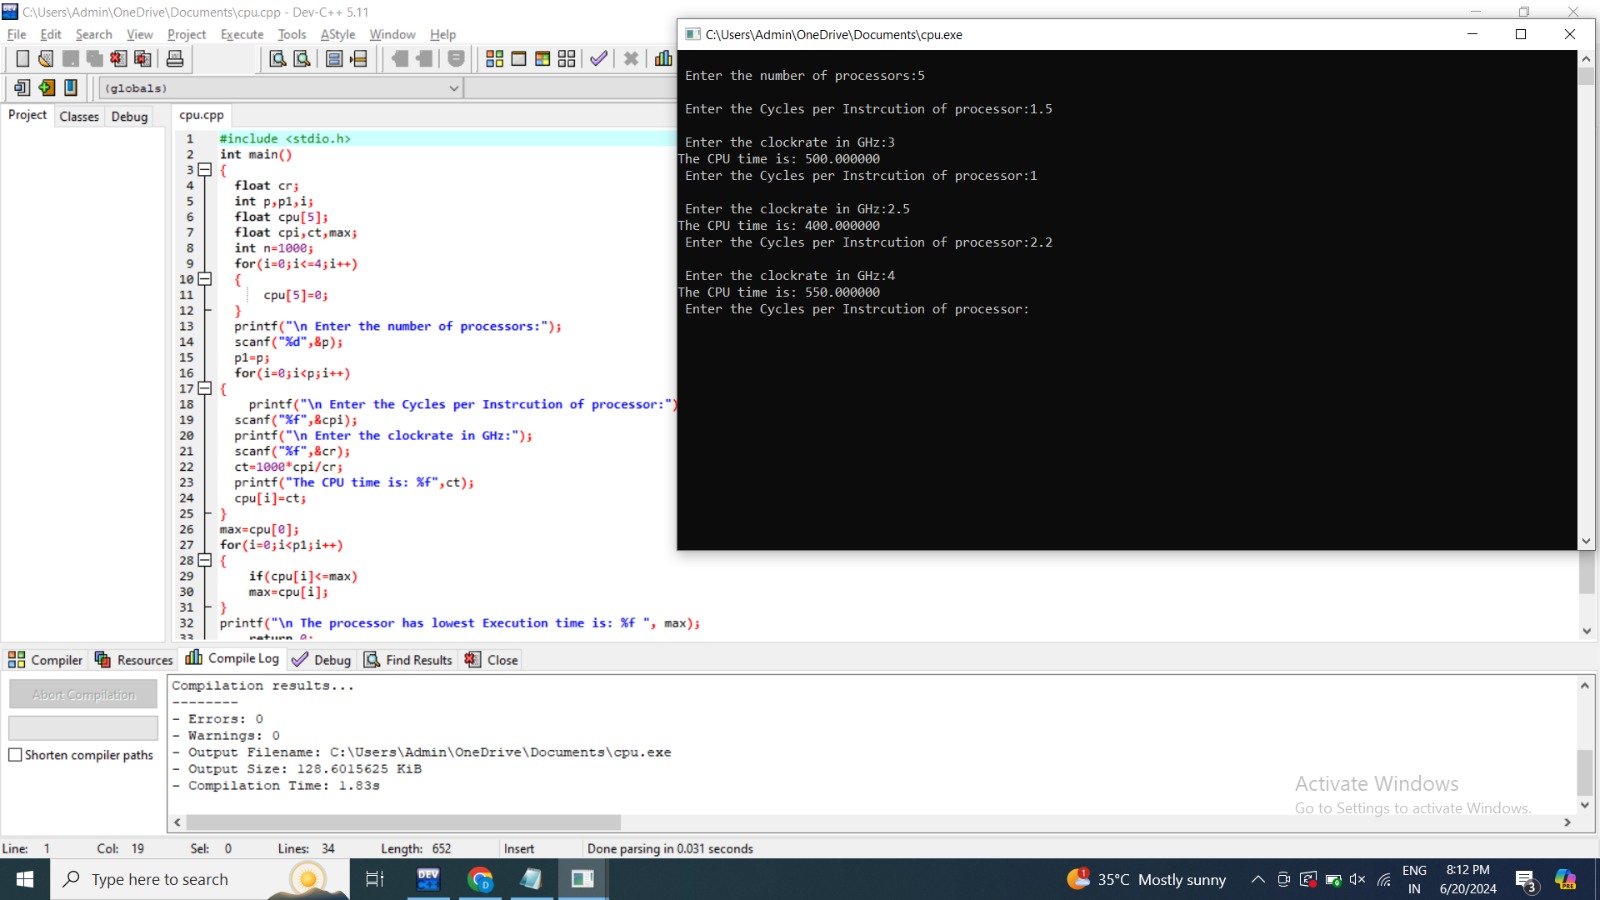 C:\Users\Admin\OneDrive\Documents\cpu.cpp - Dev-C++ 5.11
File Edit Search View Project Execute Tools AStyle Window Help
(globals)
Project Classes Debug
cpu.cpp
1 #include <stdio.h>
2 int main()
3 {
4 float cr;
5 int p,p1,i;
6 float cpu[5];
7 float cpi,ct,max;
8 int n=1000;
9 for(i=0;i<=4;i++)
10 {
11 cpu[5]=0;
12 }
13 printf("\n Enter the number of processors:");
14 scanf("%d",&p);
15 p1=p;
16 for(i=0;i<p;i++)
17 {
18 printf("\n Enter the Cycles per Instrcution of processor:")
19 scanf("%f",&cpi);
20 printf("\n Enter the clockrate in GHz:");
21 scanf("%f",&cr);
22 ct=1000*cpi/cr;
23 printf("The CPU time is: %f",ct);
24 cpu[i]=ct;
25 }
26 max=cpu[0];
27 for(i=0;i<p1;i++)
28 {
29 if(cpu[i]<=max)
30 max=cpu[i];
31 }
32 printf("\n The processor has lowest Execution time is: %f ", max);
33 return 0;
C:\Users\Admin\OneDrive\Documents\cpu.exe
Enter the number of processors:5
Enter the Cycles per Instrcution of processor:1.5
Enter the clockrate in GHz:3
The CPU time is: 500.000000
Enter the Cycles per Instrcution of processor:1
Enter the clockrate in GHz:2.5
The CPU time is: 400.000000
Enter the Cycles per Instrcution of processor:2.2
Enter the clockrate in GHz:4
The CPU time is: 550.000000
Enter the Cycles per Instrcution of processor:
Compiler Resources Compile Log Debug Find Results Close
Abort Compilation
Shorten compiler paths
Compilation results...
--------
- Errors: 0
- Warnings: 0
- Output Filename: C:\Users\Admin\OneDrive\Documents\cpu.exe
- Output Size: 128.6015625 KiB
- Compilation Time: 1.83s
Activate Windows
Go to Settings to activate Windows.
Line: 1 Col: 19 Sel: 0 Lines: 34 Length: 652 Insert Done parsing in 0.031 seconds
Type here to search
DEV
D
1
35°C Mostly sunny
ENG
IN
8:12 PM
6/20/2024
3
PRE